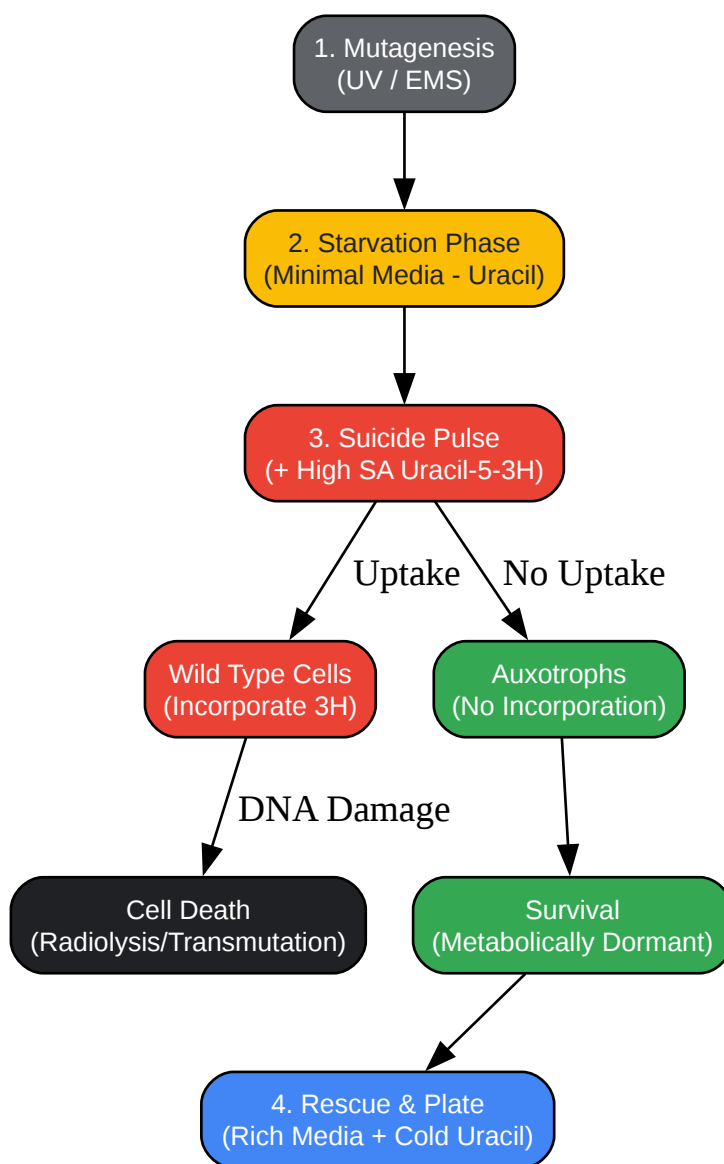 1. Mutagenesis
(UV / EMS)
2. Starvation Phase
(Minimal Media - Uracil)
3. Suicide Pulse
(+ High SA Uracil-5-3H)
Uptake
No Uptake
Wild Type Cells
(Incorporate 3H)
Auxotrophs
(No Incorporation)
DNA Damage
Cell Death
(Radiolysis/Transmutation)
Survival
(Metabolically Dormant)
4. Rescue & Plate
(Rich Media + Cold Uracil)